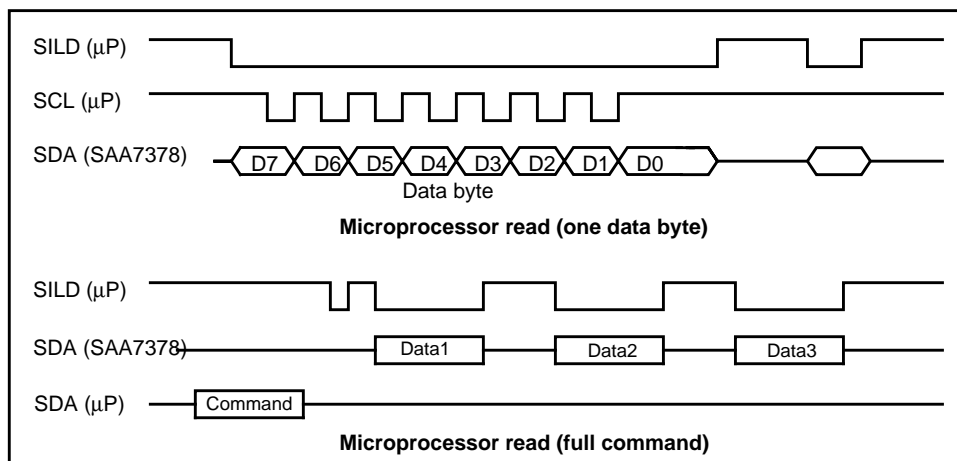 SILD (μP)
SCL (μP)
SDA (SAA7378)
D7 D6 D5 D4 D3 D2 D1 D0
Data byte
Microprocessor read (one data byte)
SILD (μP)
SDA (SAA7378)
Data1 Data2 Data3
SDA (μP)
Command
Microprocessor read (full command)